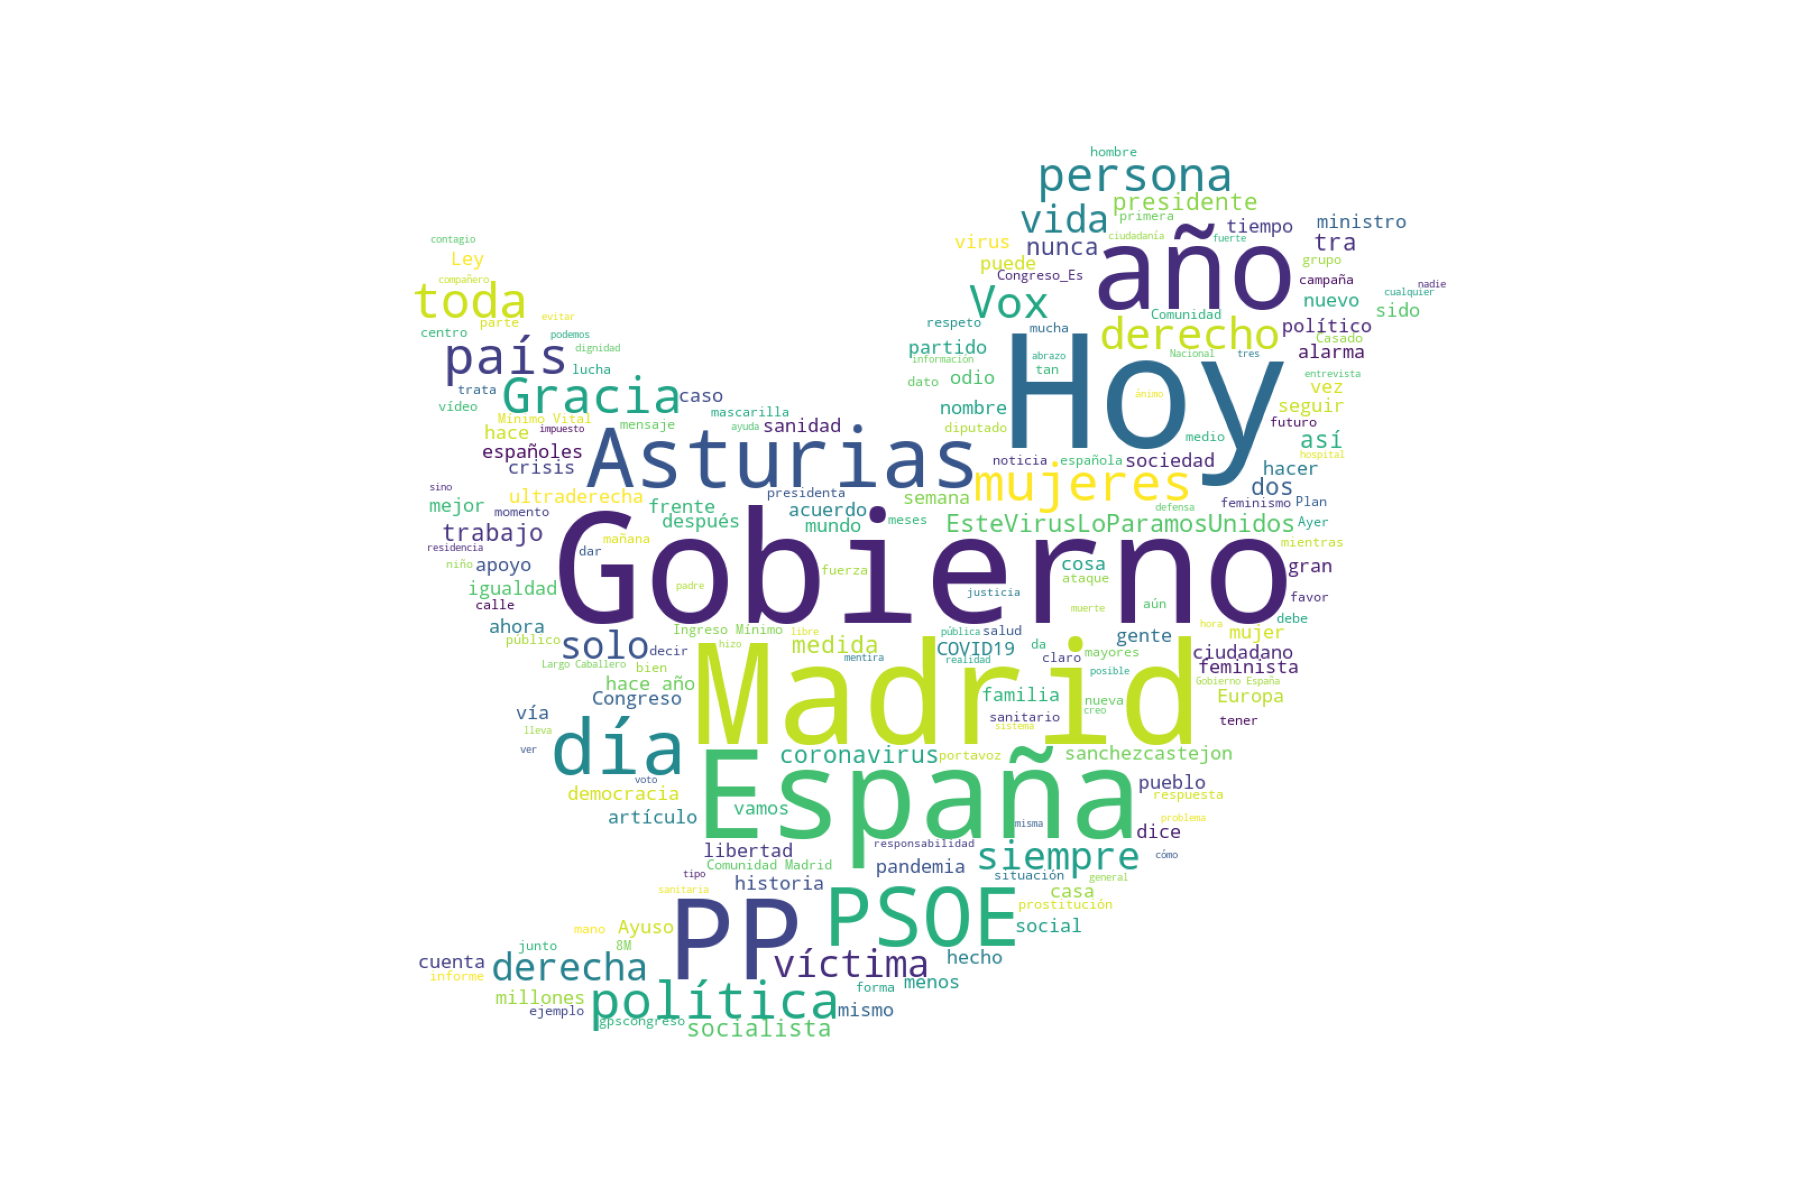 hombre
persona
presidente
vida
primera
tiempo
ministro
contagio
virus
nunca
ciudadanía
fuerte
tra
Ley
puede
año
grupo
compañero
Congreso_Es
campaña
nadie
toda
Vox
nuevo
cualquier
sido
evitar
parte
respeto
mucha
Comunidad
derecho
político
centro
podemos
partido
Casado
país
dignidad
información
abrazo
Nacional
tres
alarma
Hoy
lucha
dato
odio
tan
entrevista
trata
Gracia
caso
ánimo
vez
vídeo
mascarilla
nombre
seguir
Mínimo Vital
mensaje
ayuda
sanidad
diputado
medio
futuro
hace
impuesto
así
españoles
Asturias
noticia
española
sociedad
hospital
crisis
mujeres
hacer
sino
ultraderecha
presidenta
semana
dos
mejor
momento
frente
acuerdo
defensa
feminismo
Plan
trabajo
después
mundo
meses
EsteVirusLoParamosUnidos
Ayer
residencia
mañana
mientras
dar
Gobierno
niño
apoyo
fuerza
cosa
gran
igualdad
padre
justicia
ataque
calle
muerte
aún
favor
ahora
Ingreso Mínimo
libre
pública
salud
hora
debe
público
solo
decir
hizo
medida
COVID19
da
gente
mujer
Largo Caballero
bien
mentira
realidad
claro
mayores
ciudadano
feminista
hace año
Madrid
posible
Gobierno España
Congreso
familia
nueva
Europa
vía
sanitario
creo
tener
lleva
sistema
ver
día
coronavirus
portavoz
sanchezcastejon
voto
España
pueblo
democracia
vamos
respuesta
artículo
misma
problema
dice
libertad
responsabilidad
siempre
cómo
Comunidad Madrid
pandemia
tipo
situación
general
sanitaria
historia
casa
PP
PSOE
prostitución
mano
Ayuso
social
junto
8M
cuenta
derecha
víctima
hecho
informe
menos
millones
política
forma
ejemplo
gpscongreso
mismo
socialista